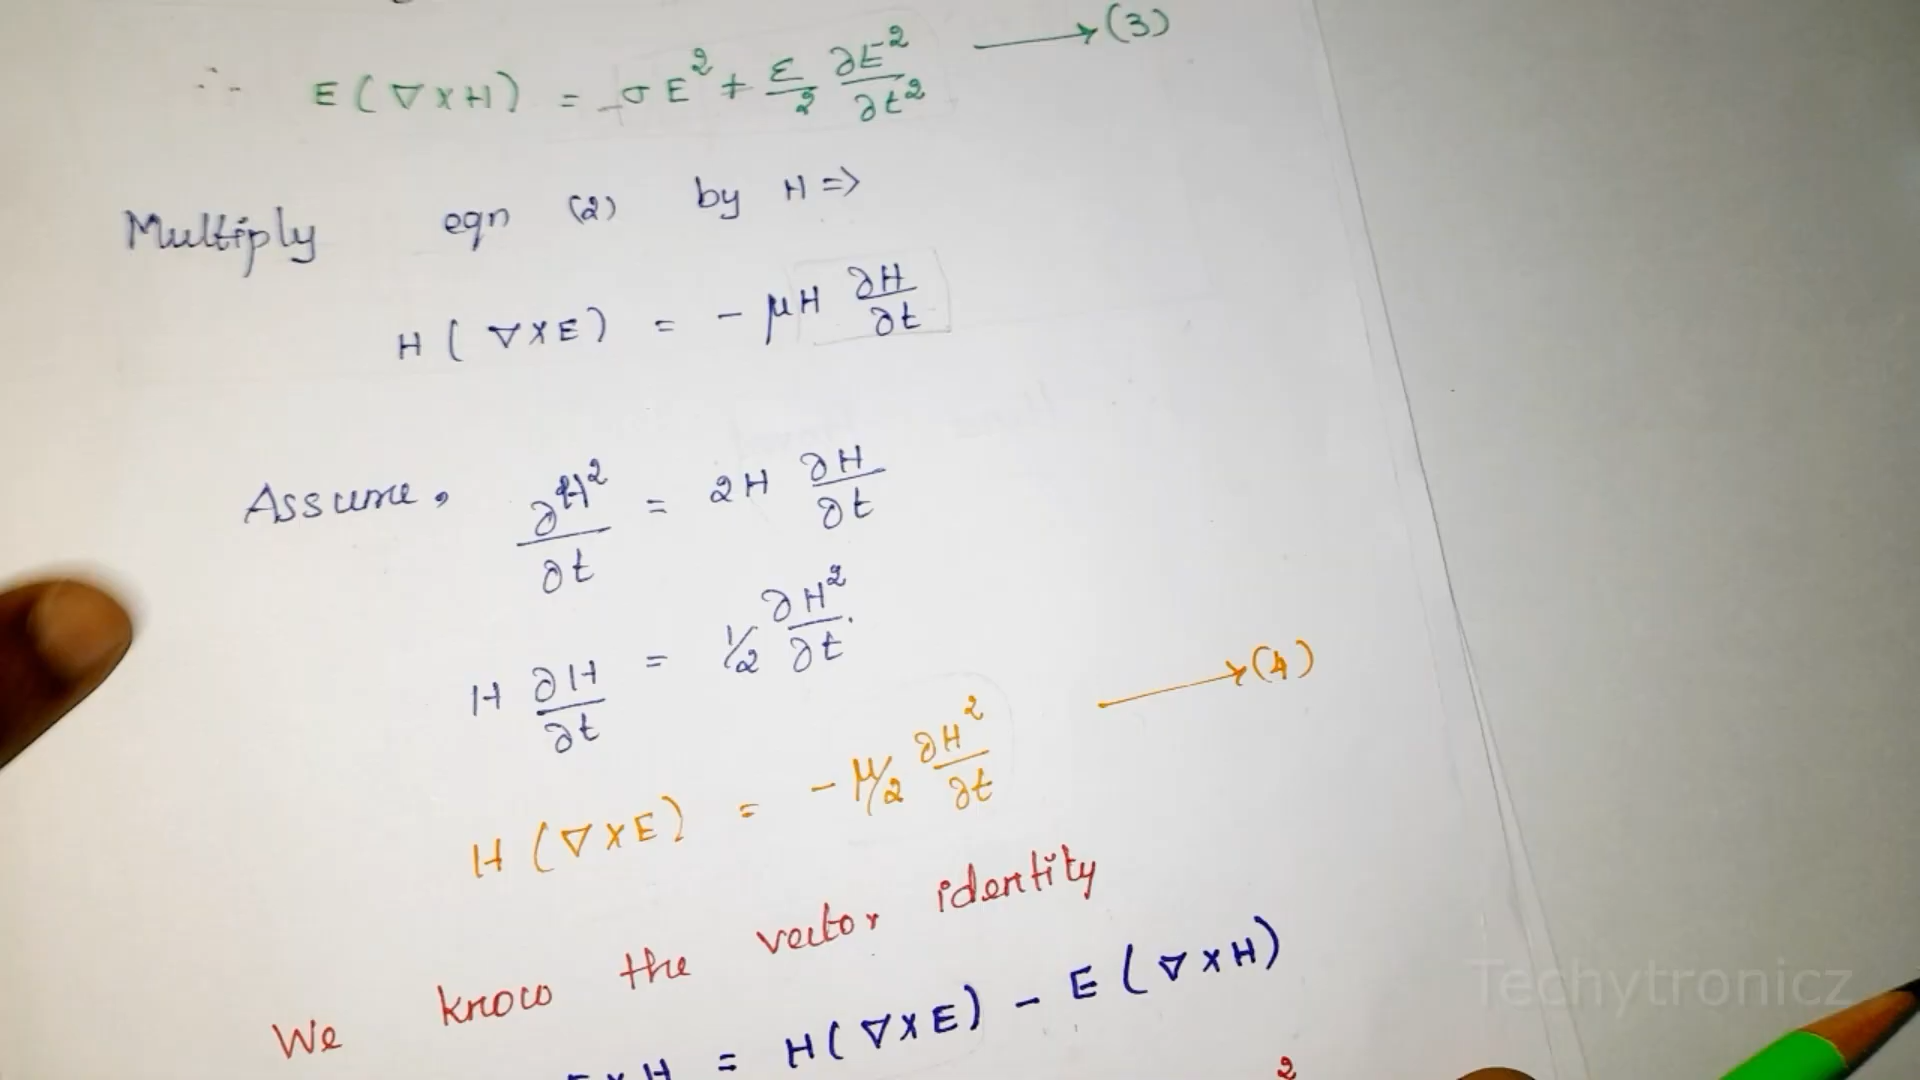 ∴ E(∇×H) = σE² + ε/2 ∂E²/∂t² ⟶(3)
Multiply eqn (2) by H ⇒
H(∇×E) = -μH ∂H/∂t
Assume, ∂H²/∂t = 2H ∂H/∂t
H ∂H/∂t = 1/2 ∂H²/∂t.
H(∇×E) = -μ/2 ∂H²/∂t ⟶(4)
We know the vector identity
E×H = H(∇×E) - E(∇×H)
2
Techytronicz